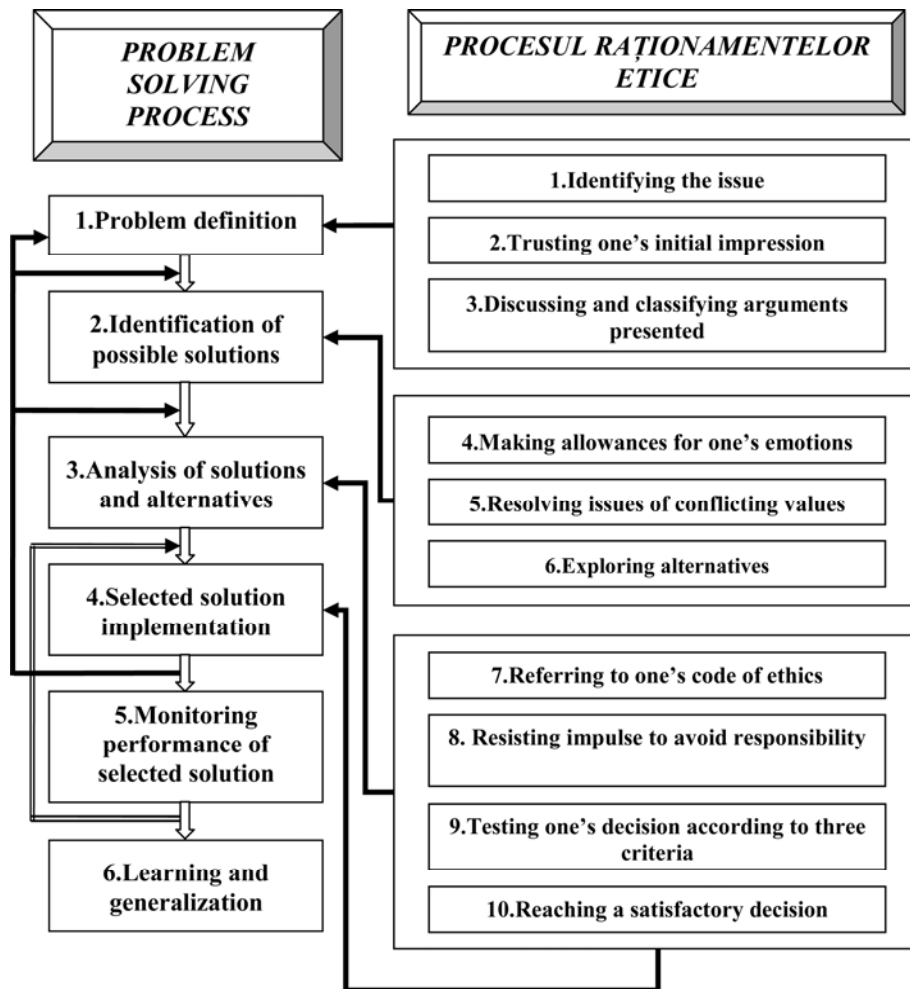 PROBLEM
SOLVING
PROCESS
1.Problem definition
2.Identification of
possible solutions
3.Analysis of solutions
and alternatives
4.Selected solution
implementation
5.Monitoring
performance of
selected solution
6.Learning and
generalization
PROCESUL RAȚIONAMENTELOR
ETICE
1.Identifying the issue
2.Trusting one’s initial impression
3.Discussing and classifying arguments
presented
4.Making allowances for one’s emotions
5.Resolving issues of conflicting values
6.Exploring alternatives
7.Referring to one’s code of ethics
8. Resisting impulse to avoid responsibility
9.Testing one’s decision according to three
criteria
10.Reaching a satisfactory decision